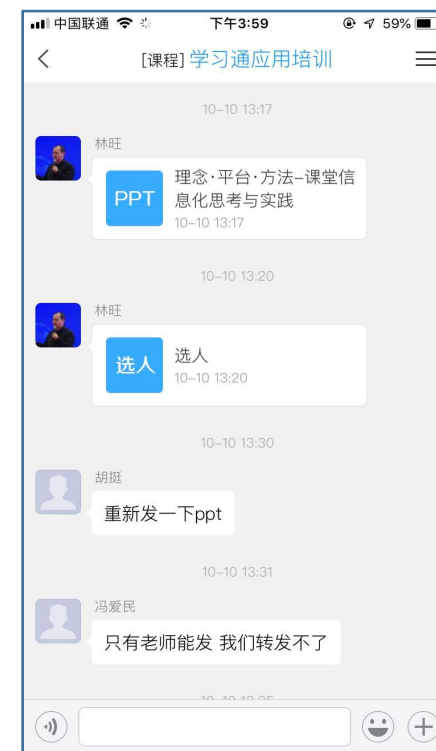 中国联通
下午3:59
59%
[课程] 学习通应用培训
10-10 13:17
林旺
PPT
理念·平台·方法-课堂信
息化思考与实践
10-10 13:17
10-10 13:20
林旺
选人
选人
10-10 13:20
10-10 13:30
胡挺
重新发一下ppt
10-10 13:31
冯爱民
只有老师能发 我们转发不了